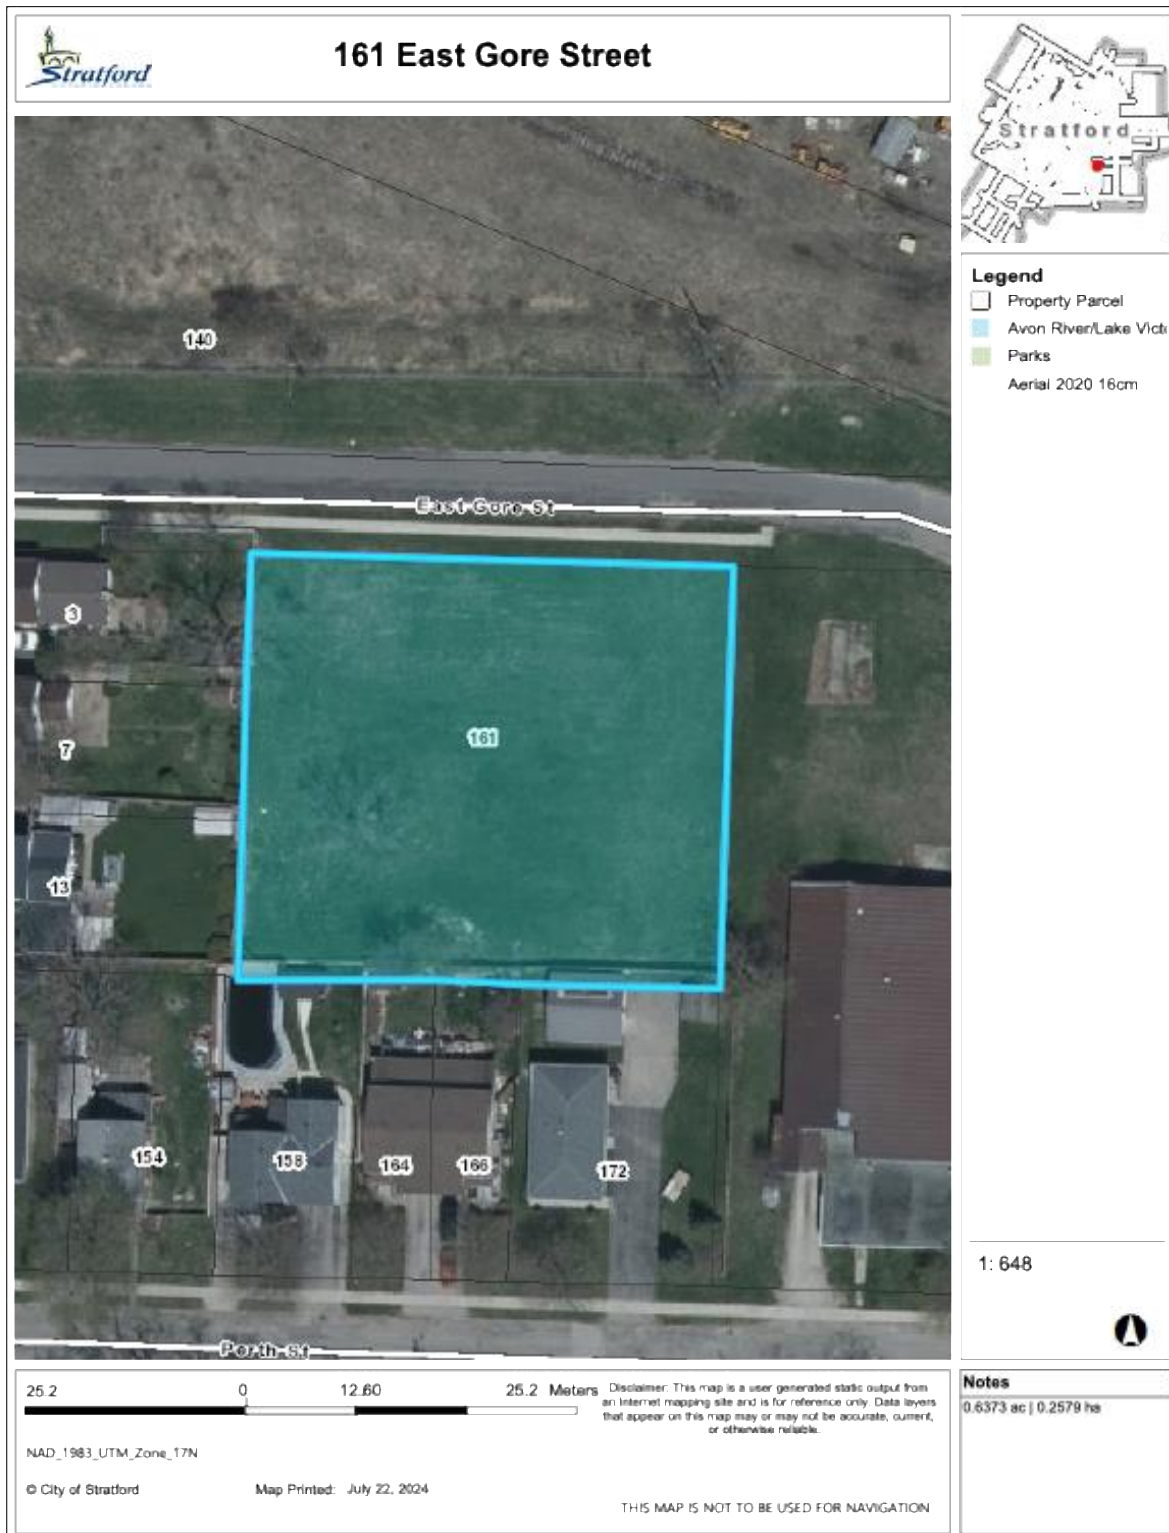 Stratford
161 East Gore Street
Stratford
Legend
Property Parcel
Avon River/Lake Vict
Parks
Aerial 2020 16cm
140
East Gore St
3
161
7
13
154
158
164
166
172
Perth St
1: 648
25.2 0 12.60 25.2 Meters
Disclaimer: This map is a user generated static output from
an Internet mapping site and is for reference only. Data layers
that appear on this map may or may not be accurate, current,
or otherwise reliable.
NAD_1983_UTM_Zone_17N
© City of Stratford
Map Printed: July 22, 2024
THIS MAP IS NOT TO BE USED FOR NAVIGATION
Notes
0.6373 ac | 0.2579 ha